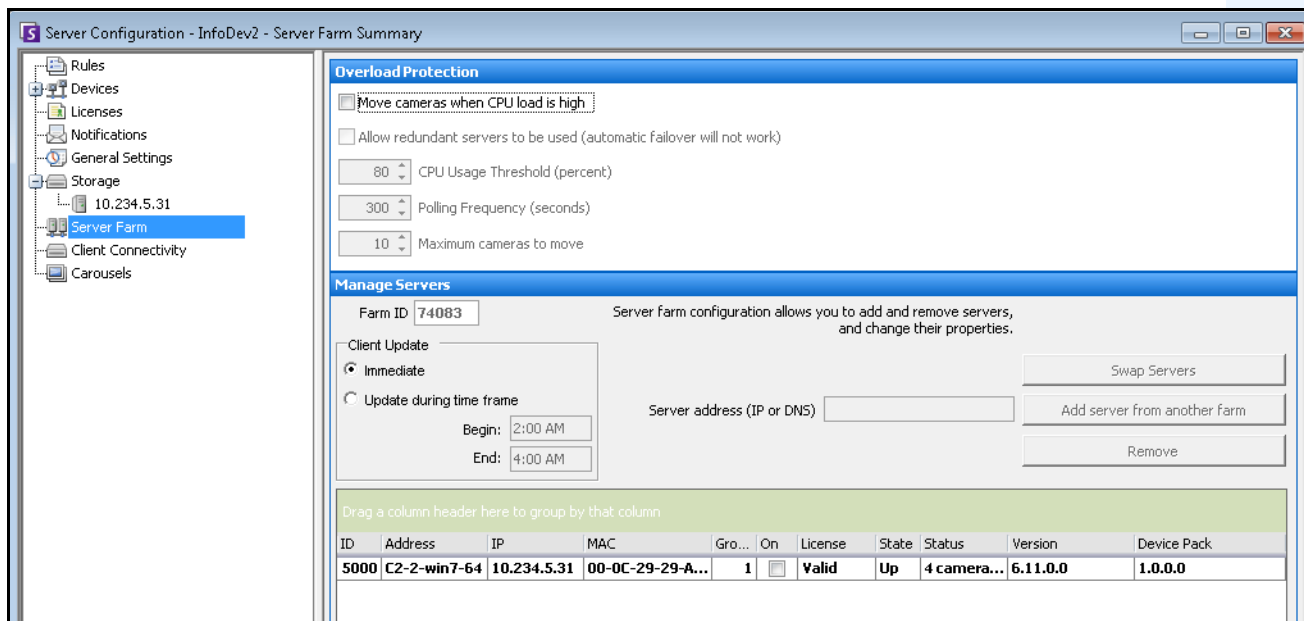 Server Configuration - InfoDev2 - Server Farm Summary
Rules
Devices
Licenses
Notifications
General Settings
Storage
10.234.5.31
Server Farm
Client Connectivity
Carousels
Overload Protection
Move cameras when CPU load is high
Allow redundant servers to be used (automatic failover will not work)
80 CPU Usage Threshold (percent)
300 Polling Frequency (seconds)
10 Maximum cameras to move
Manage Servers
Farm ID 74083
Server farm configuration allows you to add and remove servers,
and change their properties.
Client Update
Immediate
Update during time frame
Begin: 2:00 AM
End: 4:00 AM
Server address (IP or DNS)
Swap Servers
Add server from another farm
Remove
Drag a column header here to group by that column
ID Address IP MAC Gro... On License State Status Version Device Pack
5000 C2-2-win7-64 10.234.5.31 00-0C-29-29-A... 1 Valid Up 4 camera... 6.11.0.0 1.0.0.0